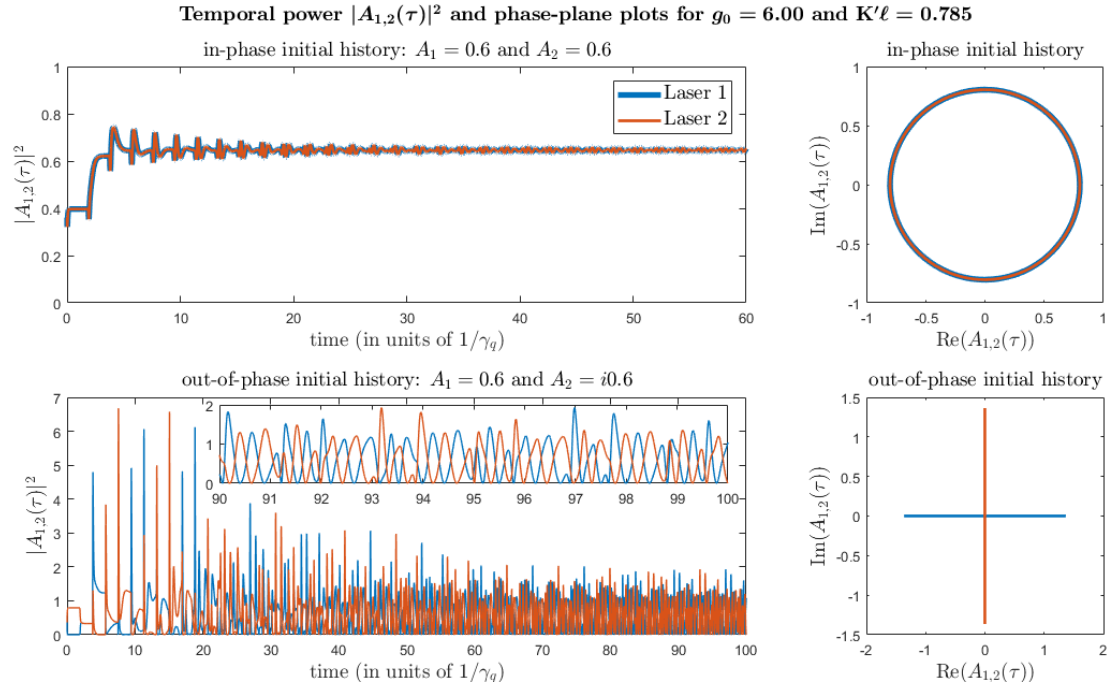 Temporal power |A₁,₂(τ)|² and phase-plane plots for g₀ = 6.00 and K′ℓ = 0.785
in-phase initial history: A₁ = 0.6 and A₂ = 0.6
1
0.8
0.6
0.4
0.2
0
|A₁,₂(τ)|²
Laser 1
Laser 2
0 10 20 30 40 50 60
time (in units of 1/γ_q)
in-phase initial history
1
0.5
0
-0.5
-1
Im(A₁,₂(τ))
-1 -0.5 0 0.5 1
Re(A₁,₂(τ))
out-of-phase initial history: A₁ = 0.6 and A₂ = i0.6
7
6
5
4
3
2
1
0
|A₁,₂(τ)|²
2
1
0
90 91 92 93 94 95 96 97 98 99 100
0 10 20 30 40 50 60 70 80 90 100
time (in units of 1/γ_q)
out-of-phase initial history
1.5
1
0.5
0
-0.5
-1
-1.5
Im(A₁,₂(τ))
-2 -1 0 1 2
Re(A₁,₂(τ))